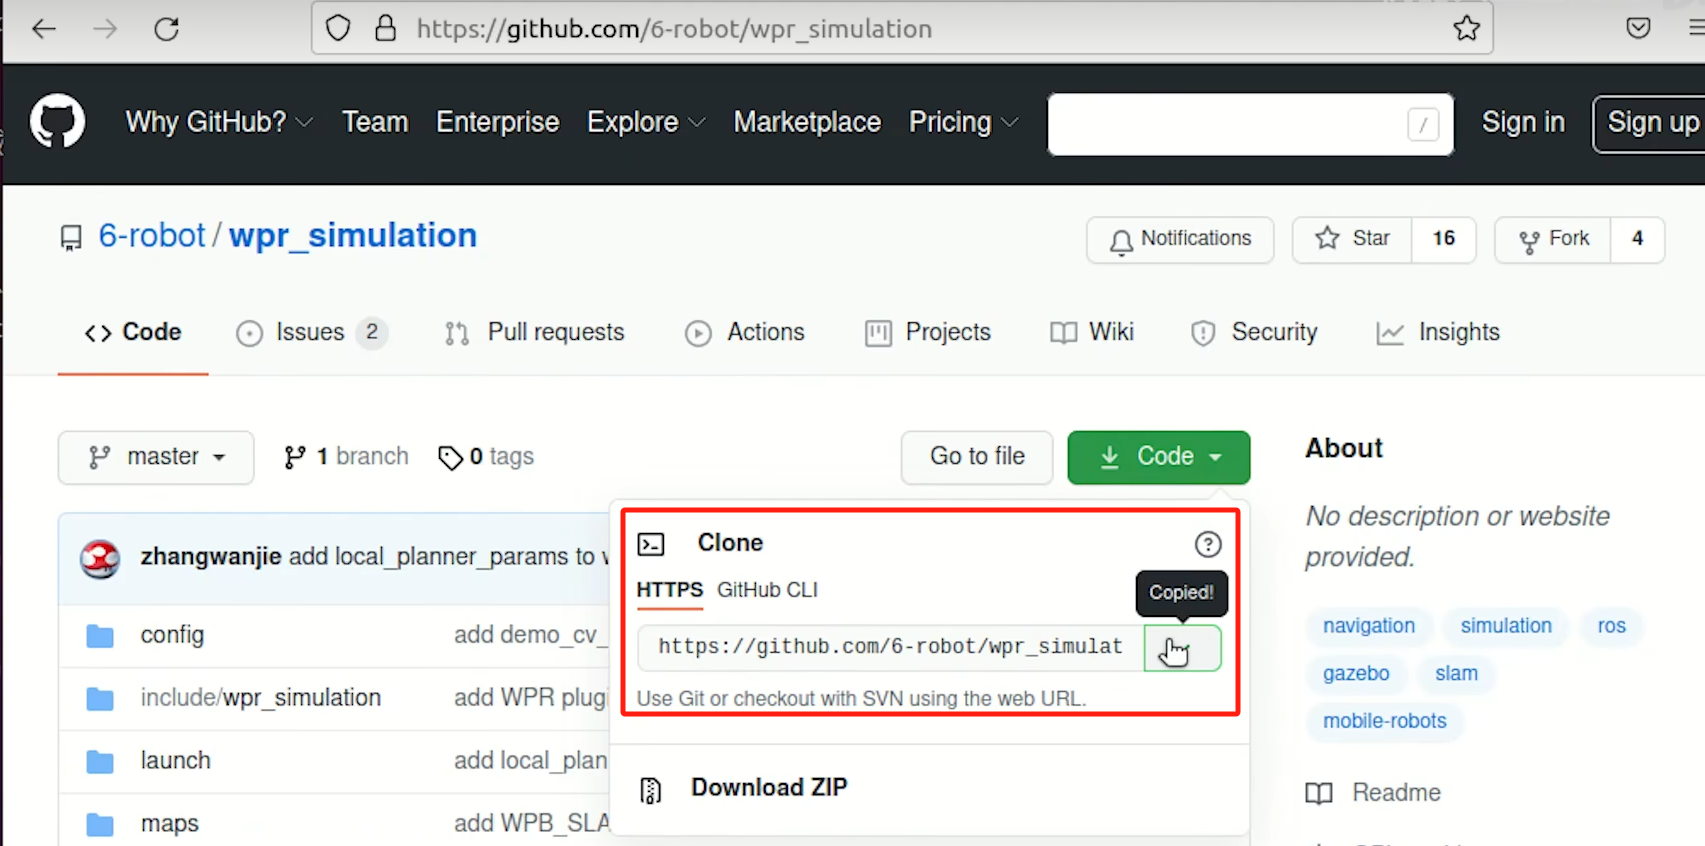 https://github.com/6-robot/wpr_simulation
Why GitHub? Team Enterprise Explore Marketplace Pricing / Sign in Sign up
6-robot / wpr_simulation Notifications Star 16 Fork 4
Code Issues 2 Pull requests Actions Projects Wiki Security Insights
master 1 branch 0 tags Go to file Code
About
No description or website
provided.
zhangwanjie add local_planner_params to
Clone ?
HTTPS GitHub CLI
Copied!
https://github.com/6-robot/wpr_simulat
Use Git or checkout with SVN using the web URL.
Download ZIP
config add demo_cv_
include/wpr_simulation add WPR plug
launch add local_plan
maps add WPB_SLA
navigation simulation ros
gazebo slam
mobile-robots
Readme